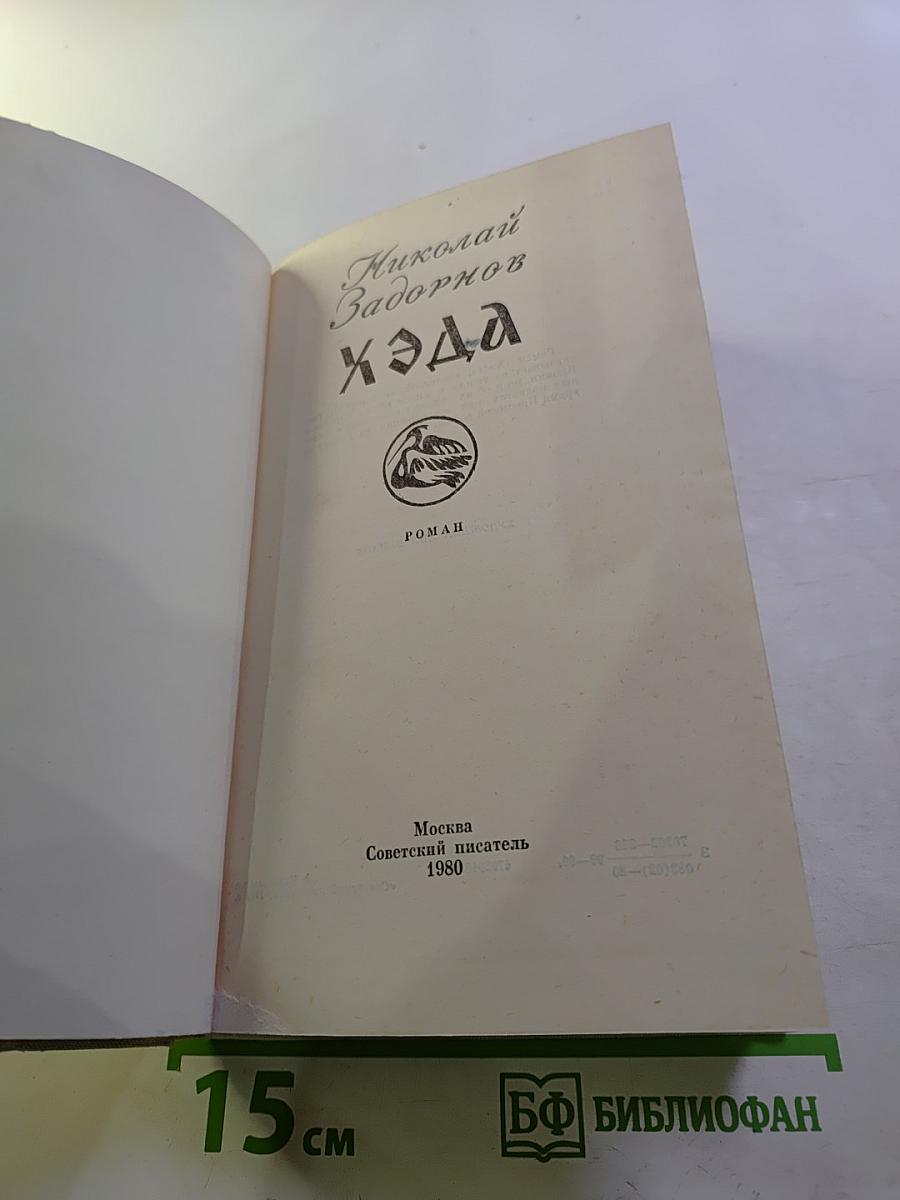 Николай
Задорнов
ХЭДА
РОМАН
Москва
Советский писатель
1980
15 см
БФ БИБЛИОФАН